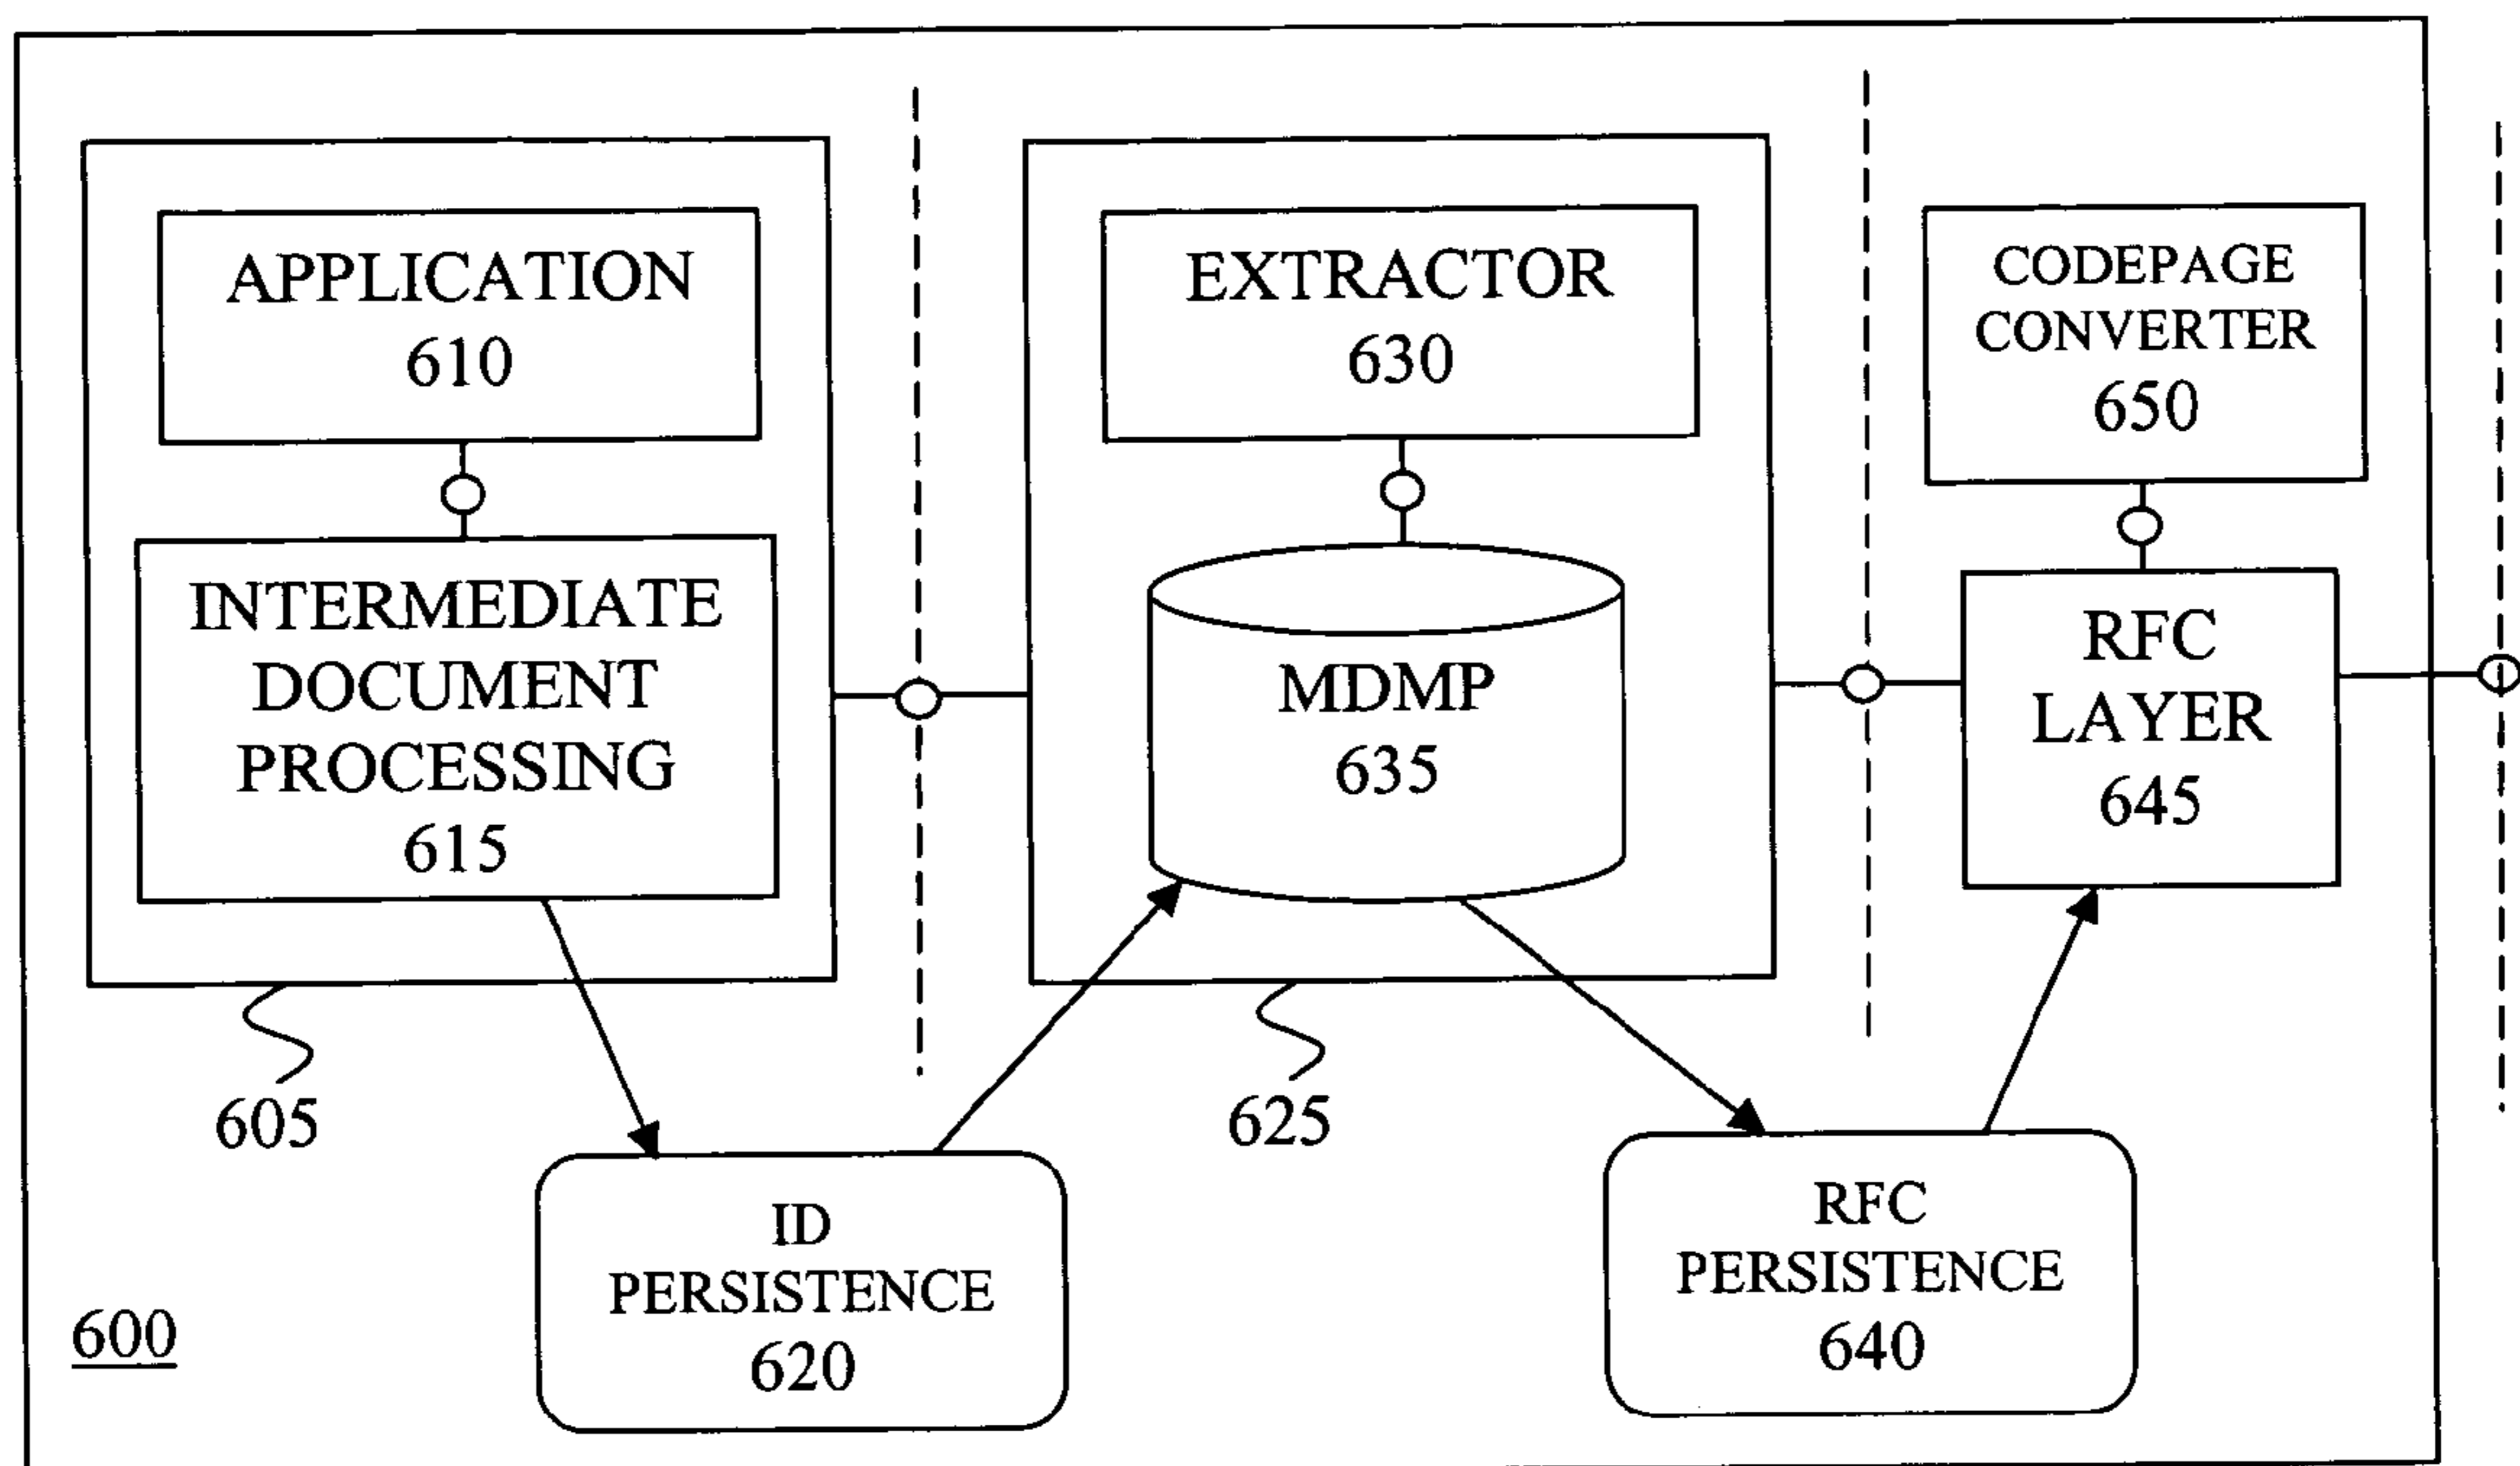 APPLICATION
610
INTERMEDIATE
DOCUMENT
PROCESSING
615
605
EXTRACTOR
630
MDMP
635
625
CODEPAGE
CONVERTER
650
RFC
LAYER
645
ID
PERSISTENCE
620
RFC
PERSISTENCE
640
600